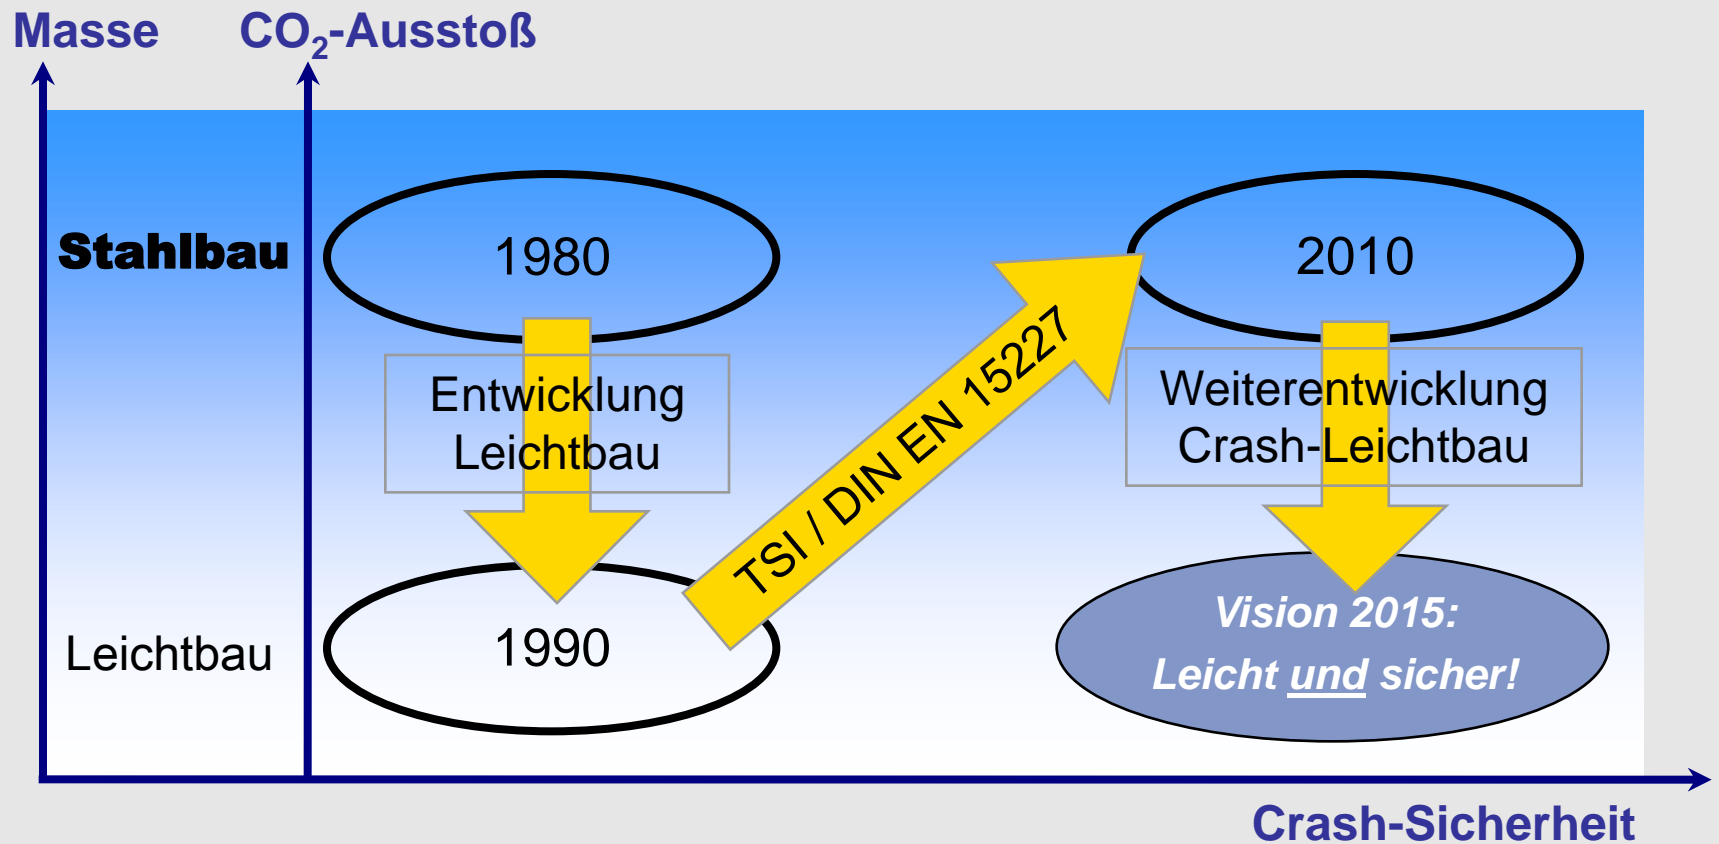 Masse
CO₂-Ausstoß
Stahlbau
1980
2010
Entwicklung
Leichtbau
TSI / DIN EN 15227
Weiterentwicklung
Crash-Leichtbau
Leichtbau
1990
Vision 2015:
Leicht und sicher!
Crash-Sicherheit